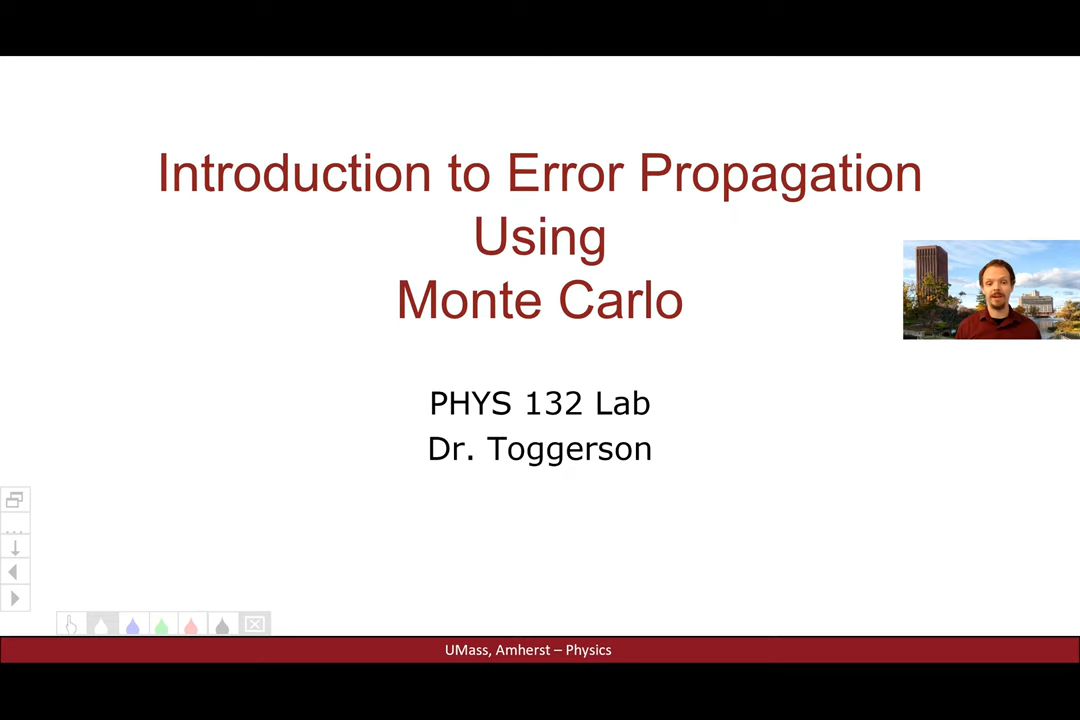 Introduction to Error Propagation
Using
Monte Carlo
PHYS 132 Lab
Dr. Toggerson
...
UMass, Amherst – Physics